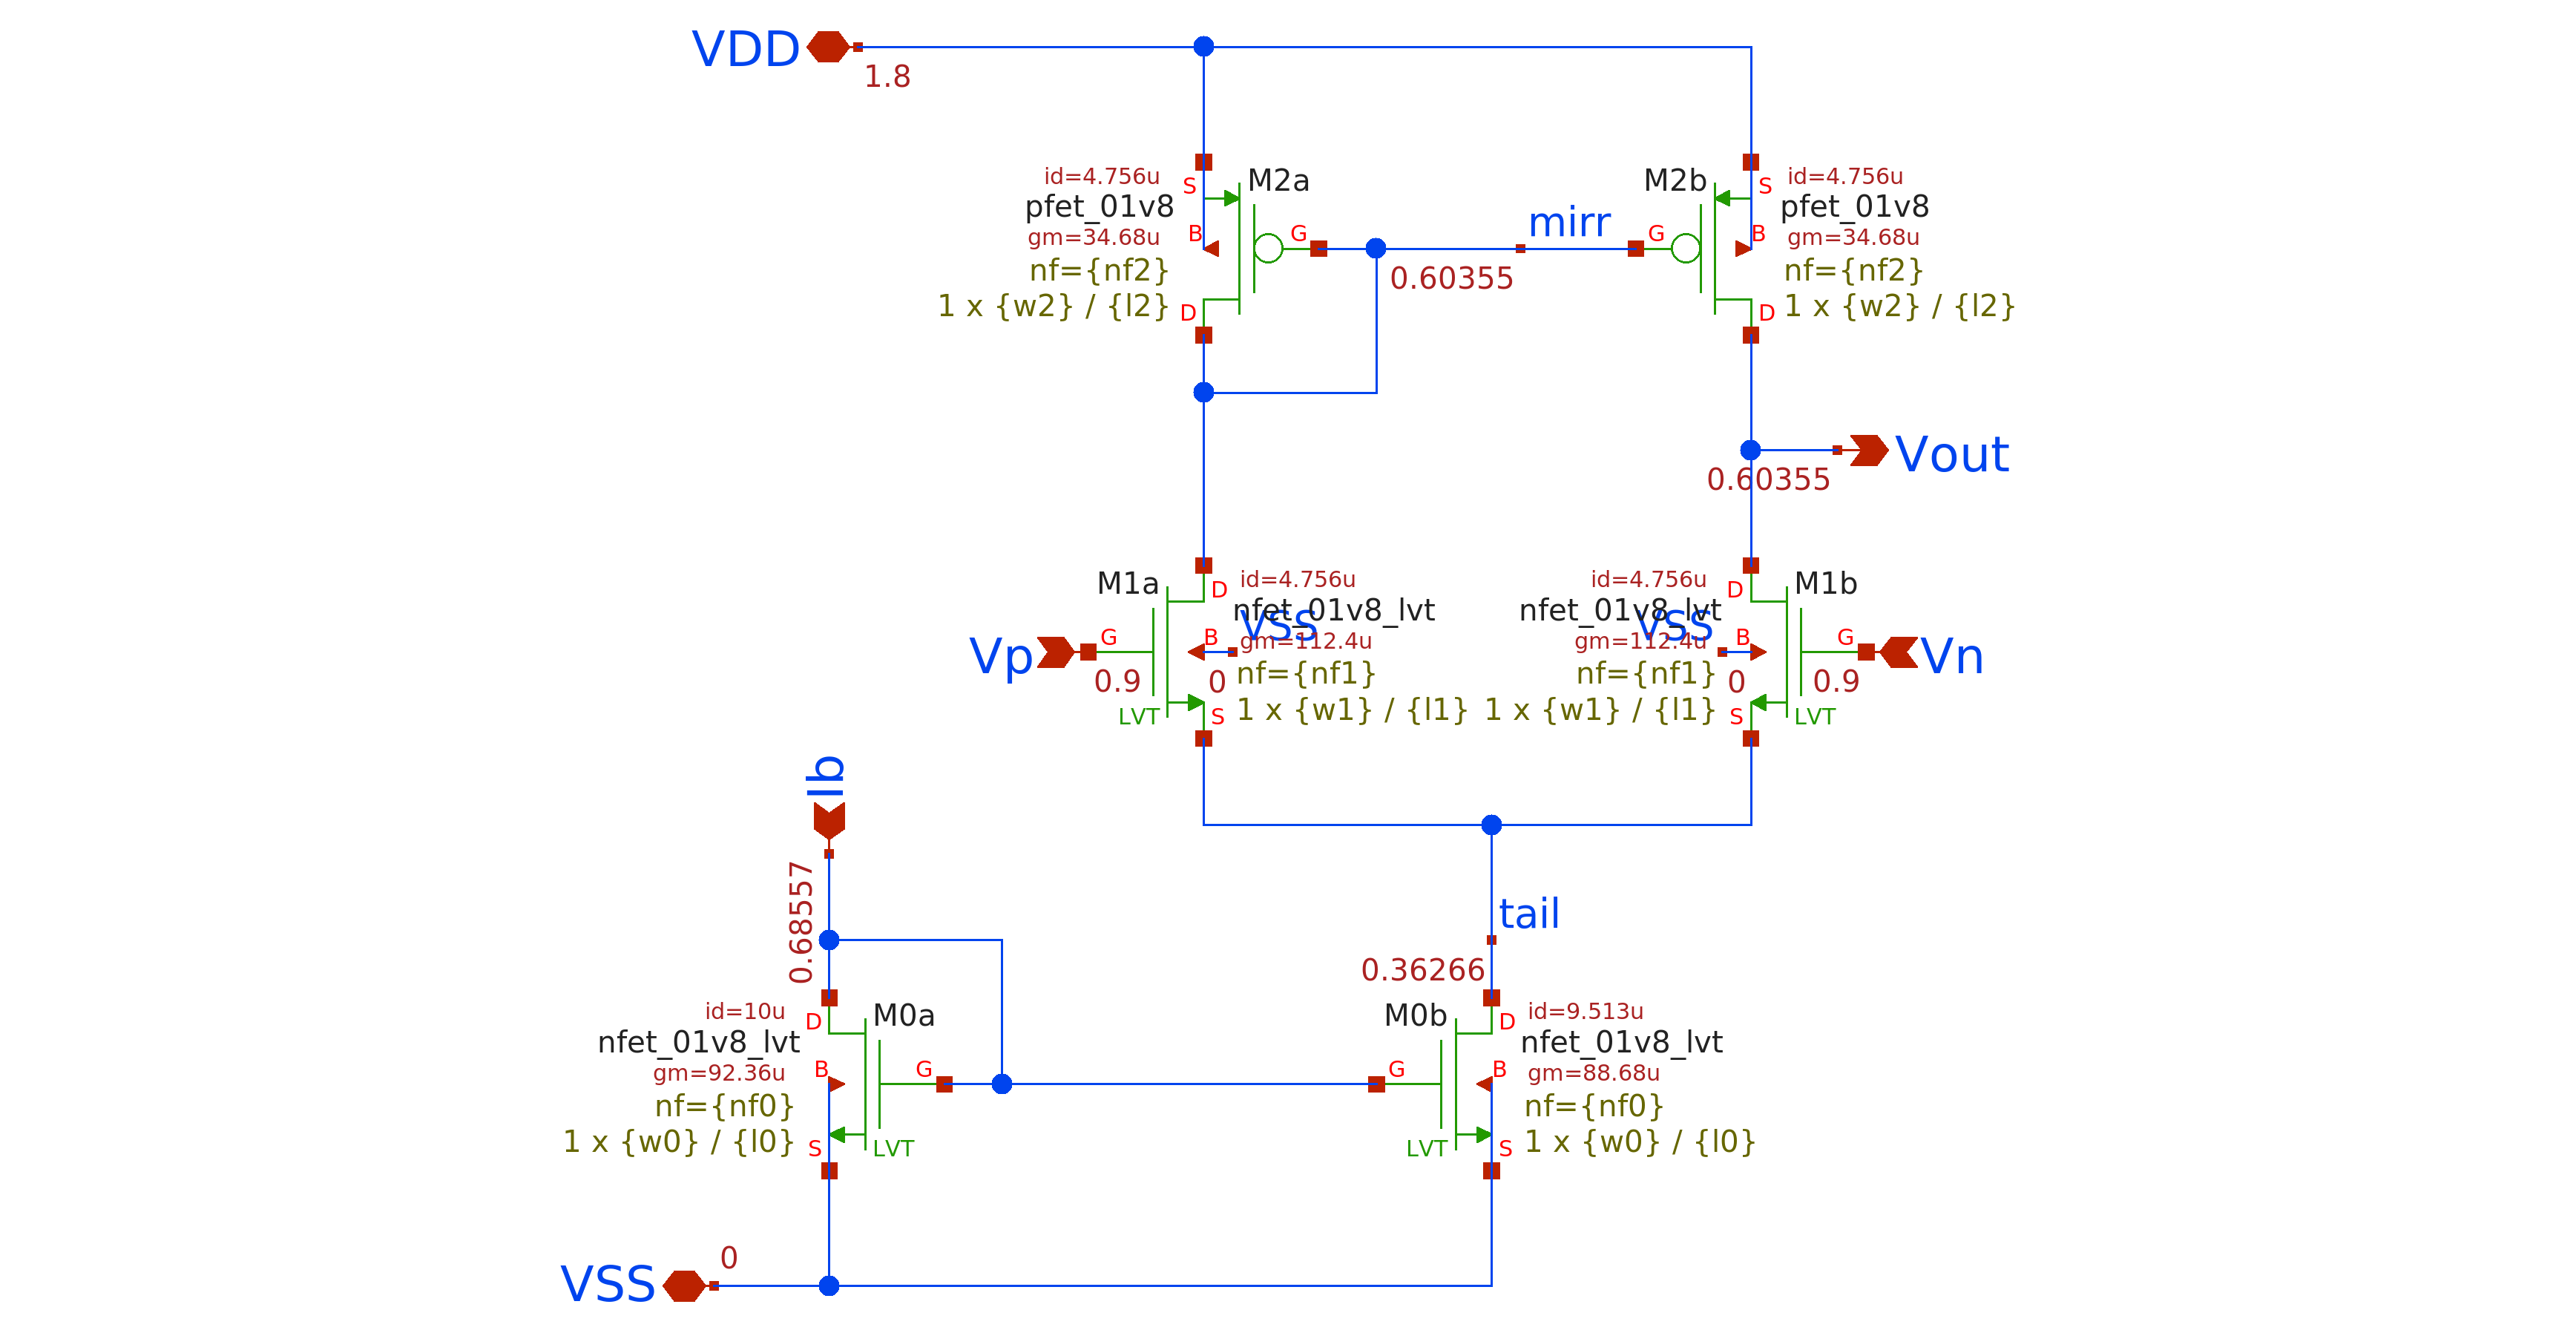 VDD
1.8
id=4.756u
M2a
S
pfet_01v8
B
G
gm=34.68u
nf={nf2}
1 x {w2} / {l2}
D
mirr
0.60355
M2b
id=4.756u
S
pfet_01v8
G
B
gm=34.68u
nf={nf2}
1 x {w2} / {l2}
D
Vout
0.60355
M1a
D
id=4.756u
nfet_01v8_lvt
VSS
Vp
G
B
gm=112.4u
0.9
0
nf={nf1}
LVT
S
1 x {w1} / {l1}
id=4.756u
D
M1b
nfet_01v8_lvt
VSS
gm=112.4u
B
G
Vn
nf={nf1}
0
0.9
1 x {w1} / {l1}
S
LVT
Ib
0.68557
tail
0.36266
id=10u
D
M0a
nfet_01v8_lvt
B
G
gm=92.36u
nf={nf0}
1 x {w0} / {l0}
S
LVT
M0b
id=9.513u
D
nfet_01v8_lvt
G
B
gm=88.68u
nf={nf0}
LVT
S
1 x {w0} / {l0}
VSS
0